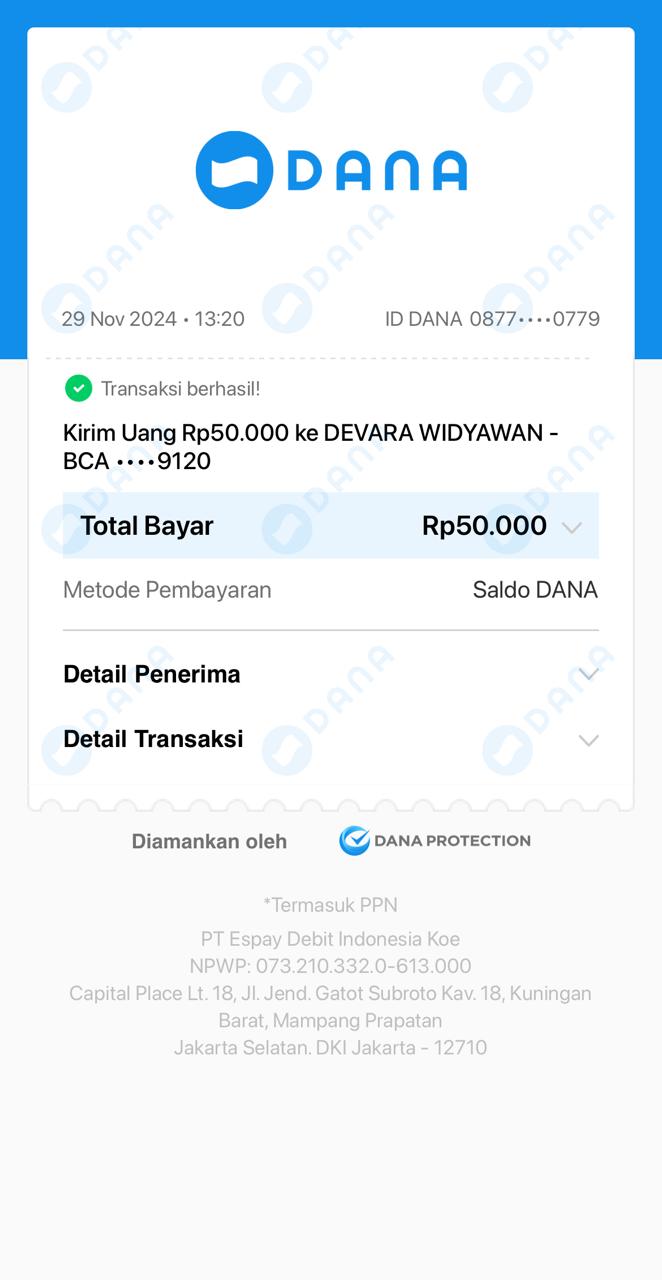 DANA
29 Nov 2024 • 13:20
ID DANA 0877••••0779
Transaksi berhasil!
Kirim Uang Rp50.000 ke DEVARA WIDYAWAN -
BCA ••••9120
Total Bayar
Rp50.000
Metode Pembayaran
Saldo DANA
Detail Penerima
Detail Transaksi
Diamankan oleh
DANA PROTECTION
*Termasuk PPN
PT Espay Debit Indonesia Koe
NPWP: 073.210.332.0-613.000
Capital Place Lt. 18, Jl. Jend. Gatot Subroto Kav. 18, Kuningan
Barat, Mampang Prapatan
Jakarta Selatan. DKI Jakarta - 12710